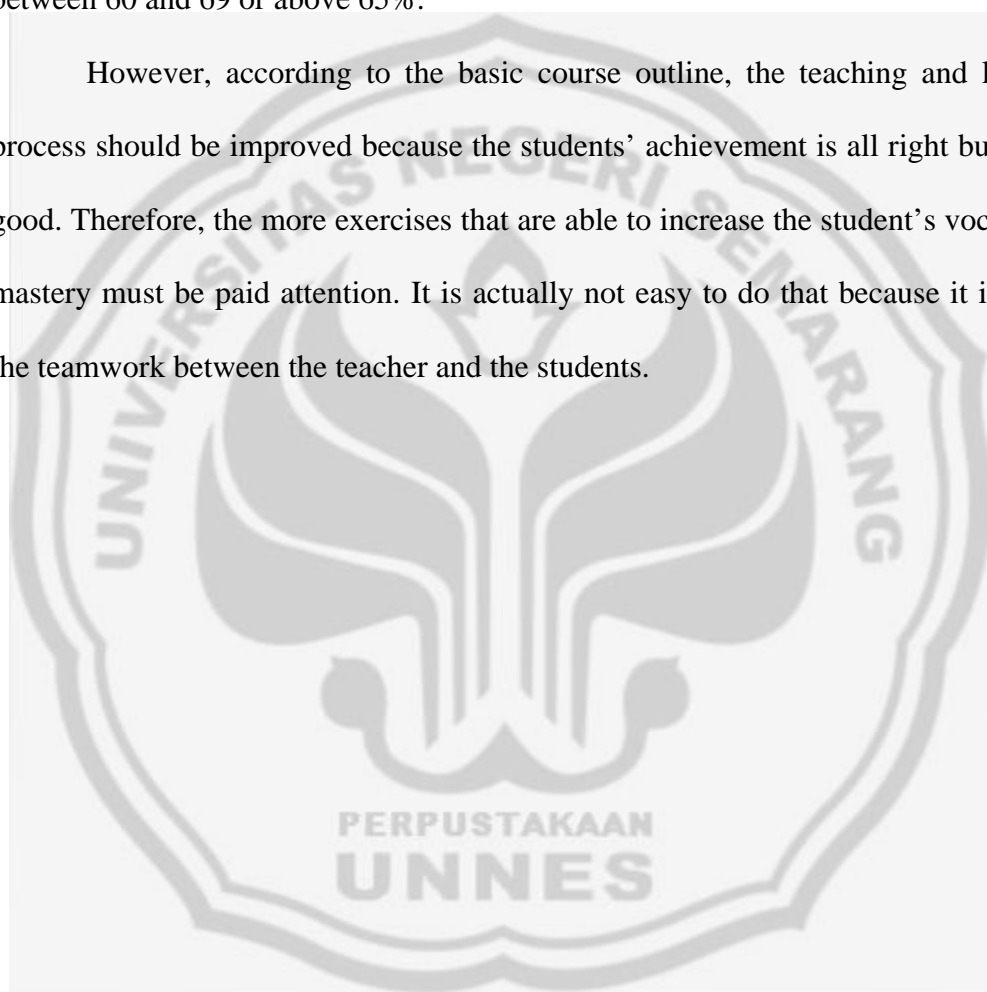 between 60 and 69 or above 65%.
However, according to the basic course outline, the teaching and
process should be improved because the students’ achievement is all right
good. Therefore, the more exercises that are able to increase the student’s
mastery must be paid attention. It is actually not easy to do that because it
the teamwork between the teacher and the students.
UNIVERSITAS NEGERI SEMARANG
PERPUSTAKAAN
UNNES